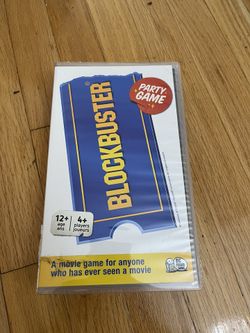 PARTY
GAME
BLOCKBUSTER®
12+
age
ans
4+
players
joueurs
A movie game for anyone
who has ever seen a movie